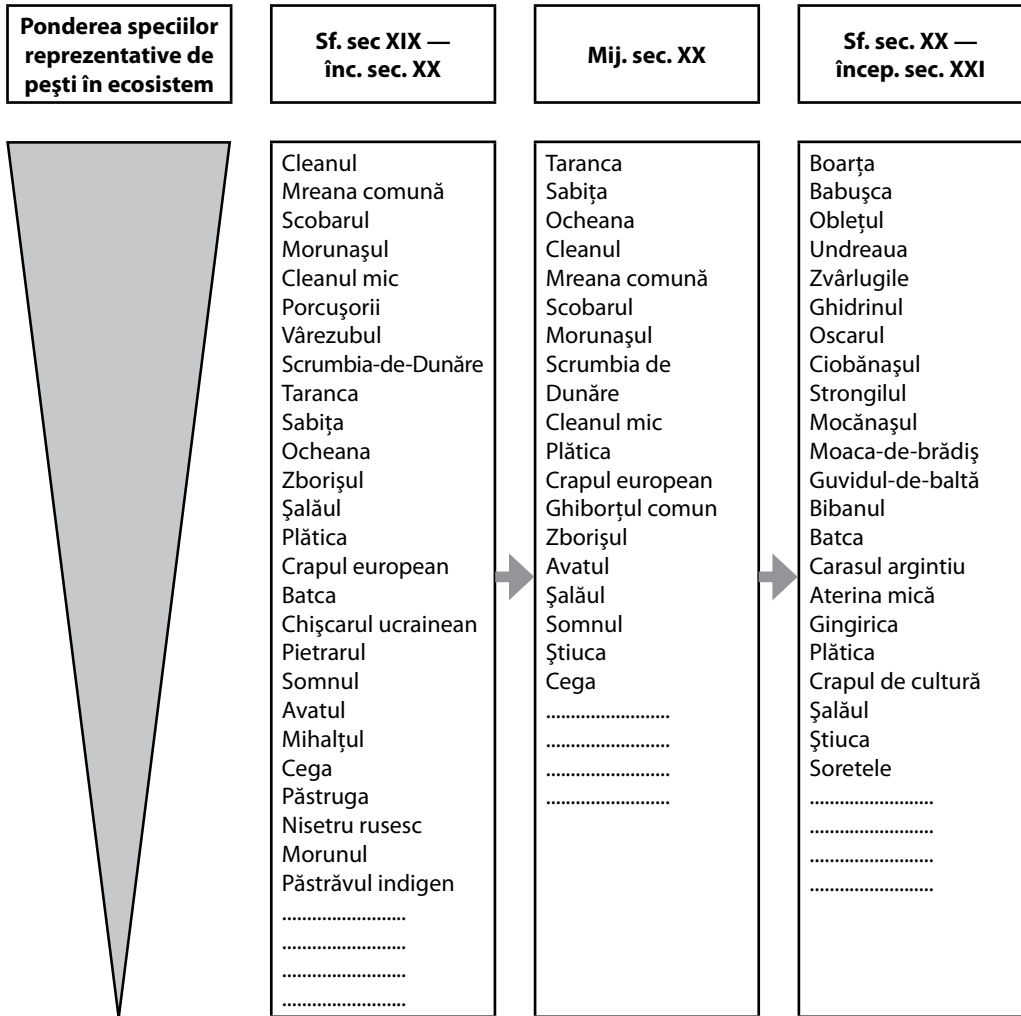 Ponderea speciilor
reprezentative de
peşti în ecosistem
Sf. sec XIX —
înc. sec. XX
Mij. sec. XX
Sf. sec. XX —
încep. sec. XXI
Cleanul
Mreana comună
Scobarul
Morunaşul
Cleanul mic
Porcuşorii
Vârezubul
Scrumbia-de-Dunăre
Taranca
Sabița
Ocheana
Zborişul
Şalăul
Plătica
Crapul european
Batca
Chişcarul ucrainean
Pietrarul
Somnul
Avatul
Mihalțul
Cega
Păstruga
Nisetru rusesc
Morunul
Păstrăvul indigen
.........................
.........................
.........................
.........................
Taranca
Sabița
Ocheana
Cleanul
Mreana comună
Scobarul
Morunaşul
Scrumbia de
Dunăre
Cleanul mic
Plătica
Crapul european
Ghiborțul comun
Zborişul
Avatul
Şalăul
Somnul
Ştiuca
Cega
.........................
.........................
.........................
.........................
Boarța
Babuşca
Oblețul
Undreaua
Zvârlugile
Ghidrinul
Oscarul
Ciobănaşul
Strongilul
Mocănaşul
Moaca-de-brădiş
Guvidul-de-baltă
Bibanul
Batca
Carasul argintiu
Aterina mică
Gingirica
Plătica
Crapul de cultură
Şalăul
Ştiuca
Soretele
.........................
.........................
.........................
.........................